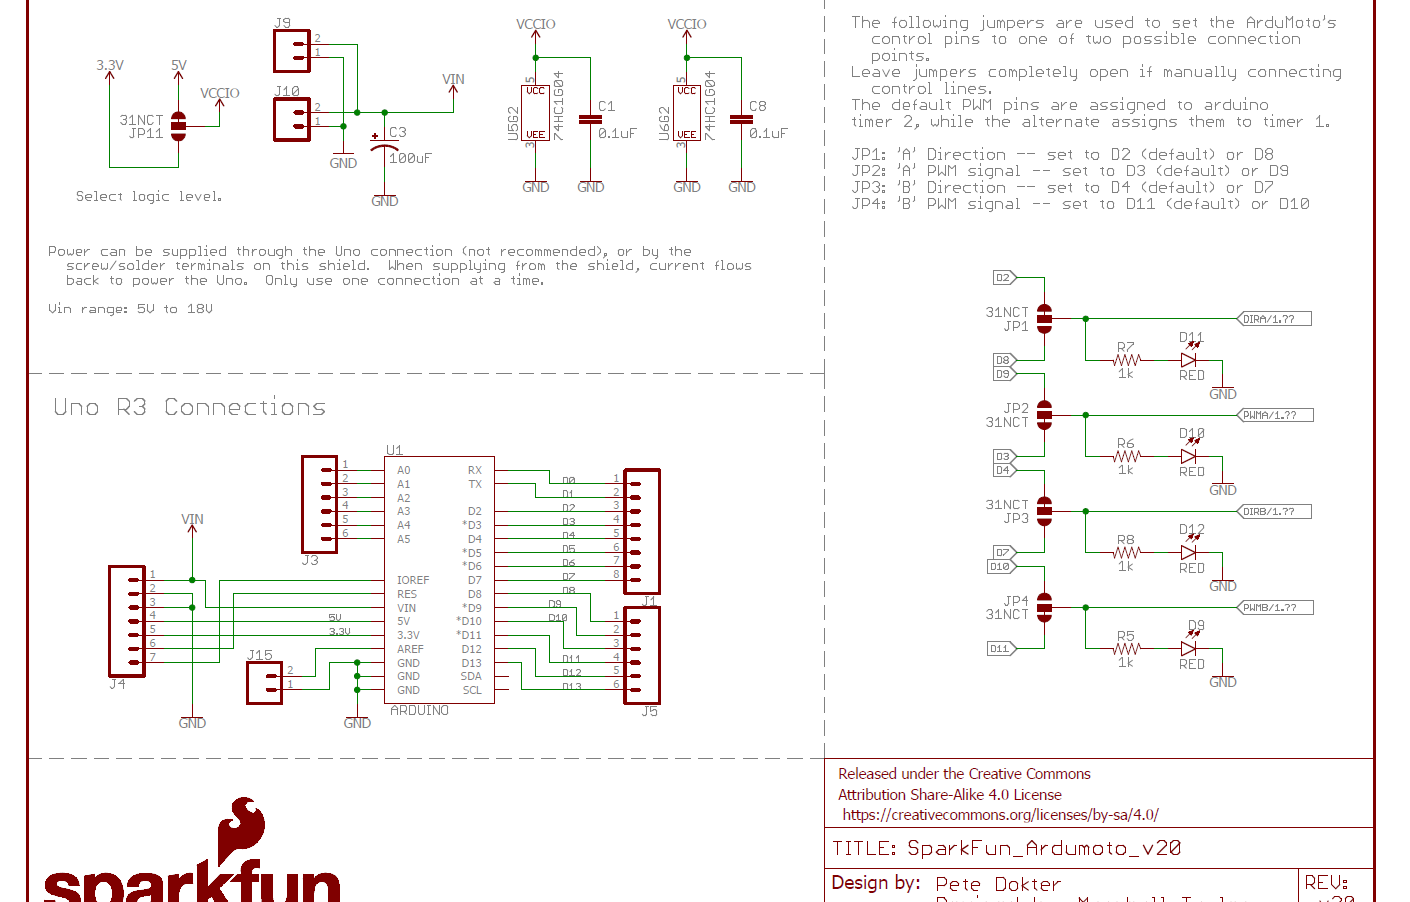 J9
2
1
3.3V
5V
VCCIO
31NCT
JP11
J10
2
1
VIN
C3
100uF
GND
GND
Select logic level.
VCCIO
VCCIO
5
VCC
VEE
3
U5G2
74HC1G04
C1
0.1uF
GND
GND
5
VCC
VEE
3
U6G2
74HC1G04
C8
0.1uF
GND
GND
Power can be supplied through the Uno connection (not recommended), or by the
screw/solder terminals on this shield. When supplying from the shield, current flows
back to power the Uno. Only use one connection at a time.
Vin range: 5V to 18V
The following jumpers are used to set the ArduMoto's
control pins to one of two possible connection
points.
Leave jumpers completely open if manually connecting
control lines.
The default PWM pins are assigned to arduino
timer 2, while the alternate assigns them to timer 1.
JP1: 'A' Direction -- set to D2 (default) or D8
JP2: 'A' PWM signal -- set to D3 (default) or D9
JP3: 'B' Direction -- set to D4 (default) or D7
JP4: 'B' PWM signal -- set to D11 (default) or D10
D2
31NCT
JP1
DIRA/1.??
D8
R7
1k
D11
RED
GND
D9
JP2
31NCT
PWMA/1.??
D3
R6
1k
D10
RED
GND
D4
31NCT
JP3
DIRB/1.??
D7
R8
1k
D12
RED
GND
D10
JP4
31NCT
PWMB/1.??
D11
R5
1k
D9
RED
GND
Uno R3 Connections
U1
1
2
3
4
5
6
J3
A0
A1
A2
A3
A4
A5
IOREF
RES
VIN
5V
3.3V
AREF
GND
GND
GND
RX
TX
D2
*D3
D4
*D5
*D6
D7
D8
*D9
*D10
*D11
D12
D13
SDA
SCL
ARDUINO
D0
D1
D2
D3
D4
D5
D6
D7
D8
D9
D10
D11
D12
D13
1
2
3
4
5
6
7
8
J1
1
2
3
4
5
6
J5
VIN
1
2
3
4
5
6
7
J4
5V
3.3V
J15
2
1
GND
GND
sparkfun
Released under the Creative Commons
Attribution Share-Alike 4.0 License
https://creativecommons.org/licenses/by-sa/4.0/
TITLE: SparkFun_Ardumoto_v20
Design by: Pete Dokter
REV: